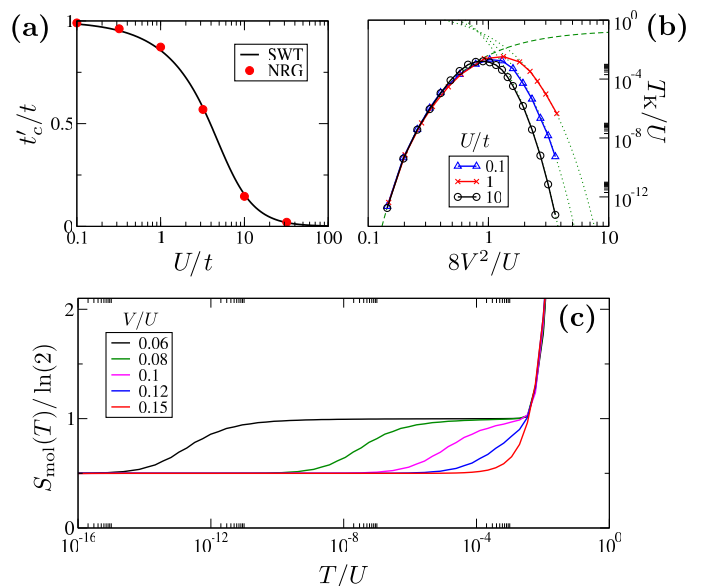 (a)
t′c/t
1
0.5
0
SWT
NRG
0.1 1 10 100
U/t
(b)
10^0
10^-4
10^-8
10^-12
T_K/U
U/t
0.1
1
10
0.1 1 10
8V^2/U
(c)
S_mol(T)/ln(2)
2
1
0
V/U
0.06
0.08
0.1
0.12
0.15
10^-16 10^-12 10^-8 10^-4 10^0
T/U